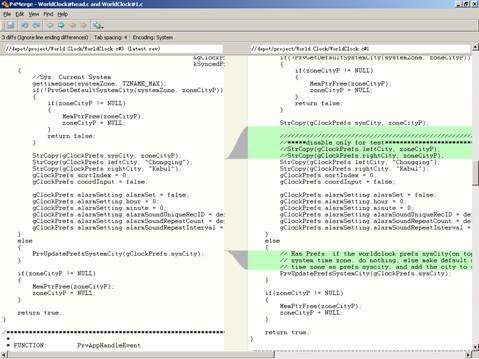 P4Merge - WorldClock#head.c and WorldClock#1.c
File Edit View Find Help
3 diffs (Ignore line ending differences) Tab spacing: 4 Encoding: System
//depot/project/World Clock/WorldClock c#3 (latest rev)
kSyncedP
{
//Sys: Current System
gettimezone(systemZone, TZNAME_MAX);
if(!PrvGetDefaultSystemCity(systemZone, zoneCityP))
{
if(zoneCityP != NULL)
{
MemPtrFree(zoneCityP);
zoneCityP = NULL;
}
return false;
}
StrCopy(gClockPrefs.sysCity, zoneCityP);
StrCopy(gClockPrefs.leftCity, "Chongqing");
StrCopy(gClockPrefs.rightCity, "Kabul");
gClockPrefs.sortIndex = 0;
gClockPrefs.coordInput = false;
gClockPrefs.alarmSetting.alarmSet = false;
gClockPrefs.alarmSetting.hour = 0;
gClockPrefs.alarmSetting.minute = 0;
gClockPrefs.alarmSetting.alarmSoundUniqueRecID = de
gClockPrefs.alarmSetting.alarmSoundRepeatCount = de
gClockPrefs.alarmSetting.alarmSoundRepeatInterval =
}
else
{
PrvUpdatePrefsSystemCity(gClockPrefs.sysCity);
}
if(zoneCityP != NULL)
{
MemPtrFree(zoneCityP);
zoneCityP = NULL;
}
return true;
}
* FUNCTION: PrvAppHandleEvent
//depot/project/World Clock/WorldClock c#1
if(!PrvGetDefaultSystemCity(systemZone, zoneCityP))
{
if(zoneCityP != NULL)
{
MemPtrFree(zoneCityP);
zoneCityP = NULL;
}
return false;
}
StrCopy(gClockPrefs.sysCity, zoneCityP);
//*****disable only for test
//StrCopy(gClockPrefs.leftCity, zoneCityP);
//StrCopy(gClockPrefs.rightCity, zoneCityP);
StrCopy(gClockPrefs.leftCity, "Chongqing");
StrCopy(gClockPrefs.rightCity, "Kabul");
gClockPrefs.sortIndex = 0;
gClockPrefs.coordInput = false;
gClockPrefs.alarmSetting.alarmSet = false;
gClockPrefs.alarmSetting.hour = 0;
gClockPrefs.alarmSetting.minute = 0;
gClockPrefs.alarmSetting.alarmSoundUniqueRecID = de
gClockPrefs.alarmSetting.alarmSoundRepeatCount = de
gClockPrefs.alarmSetting.alarmSoundRepeatInterval =
}
else
{
// Has Prefs, if the worldclock prefs sysCity(on top
// system time zone, do nothing, else make default
// time zone as prefs syscity, and add the city to
PrvUpdatePrefsSystemCity(gClockPrefs.sysCity);
}
if(zoneCityP != NULL)
{
MemPtrFree(zoneCityP);
zoneCityP = NULL;
}
return true;
}